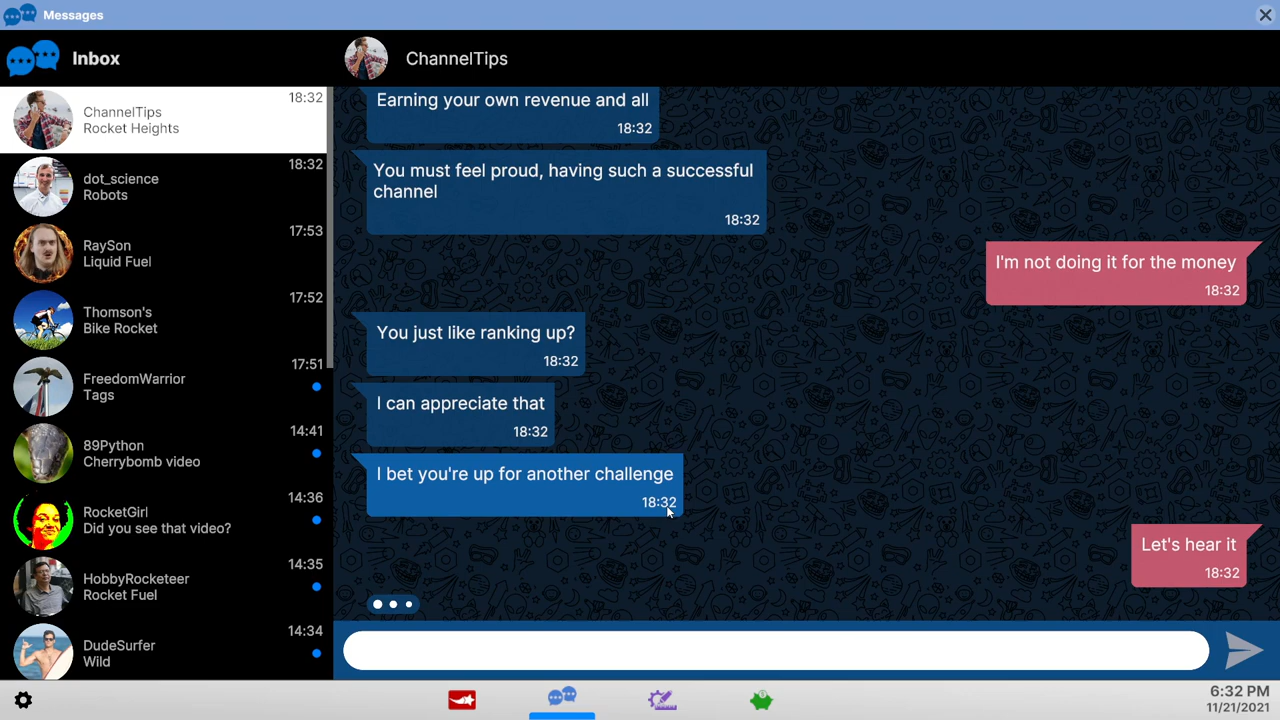 Messages
Inbox
ChannelTips
18:32
Rocket Heights
18:32
dot_science
Robots
17:53
RaySon
Liquid Fuel
17:52
Thomson's
Bike Rocket
17:51
FreedomWarrior
Tags
14:41
89Python
Cherrybomb video
14:36
RocketGirl
Did you see that video?
14:35
HobbyRocketeer
Rocket Fuel
14:34
DudeSurfer
Wild
ChannelTips
Earning your own revenue and all
18:32
You must feel proud, having such a successful
channel
18:32
I'm not doing it for the money
18:32
You just like ranking up?
18:32
I can appreciate that
18:32
I bet you're up for another challenge
18:32
Let's hear it
18:32
6:32 PM
11/21/2021